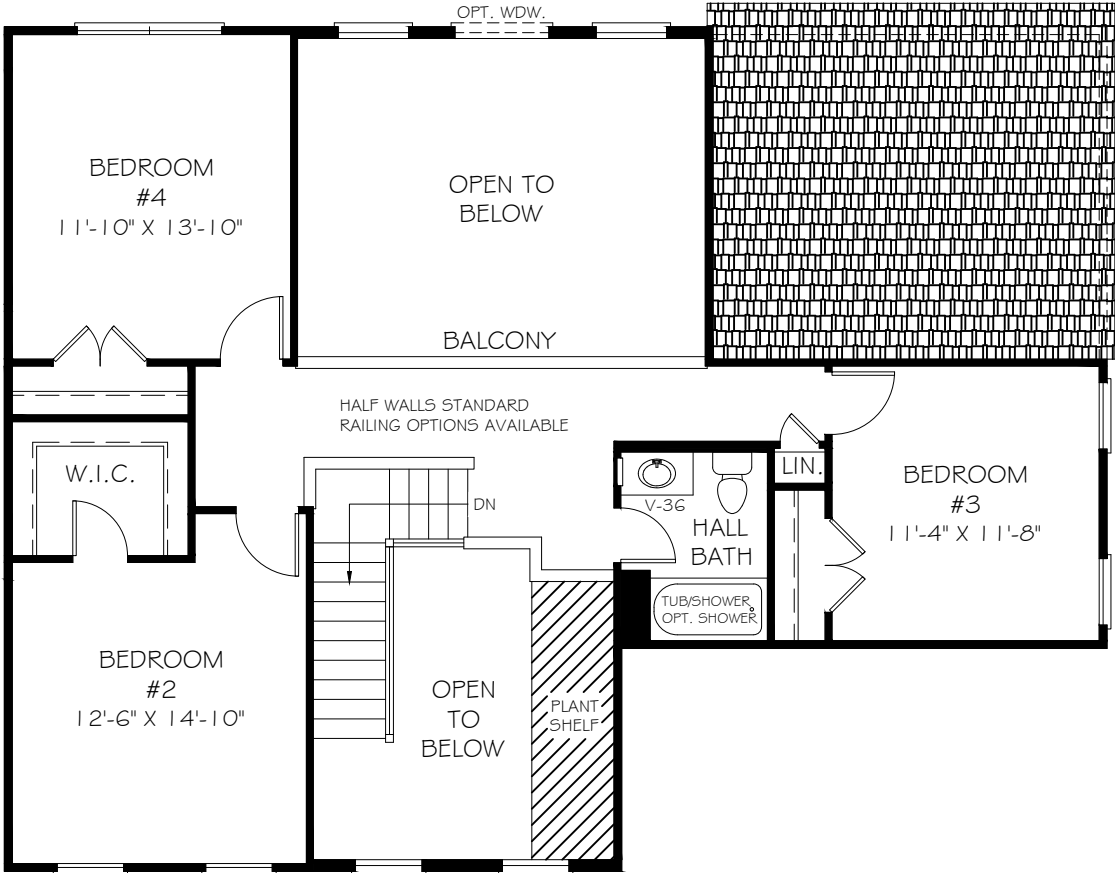 OPT. WDW.
BEDROOM
#4
11'-10" X 13'-10"
OPEN TO
BELOW
BALCONY
HALF WALLS STANDARD
RAILING OPTIONS AVAILABLE
W.I.C.
DN
LIN.
V-36
HALL
BATH
BEDROOM
#3
11'-4" X 11'-8"
TUB/SHOWER
OPT. SHOWER
BEDROOM
#2
12'-6" X 14'-10"
OPEN
TO
BELOW
PLANT
SHELF